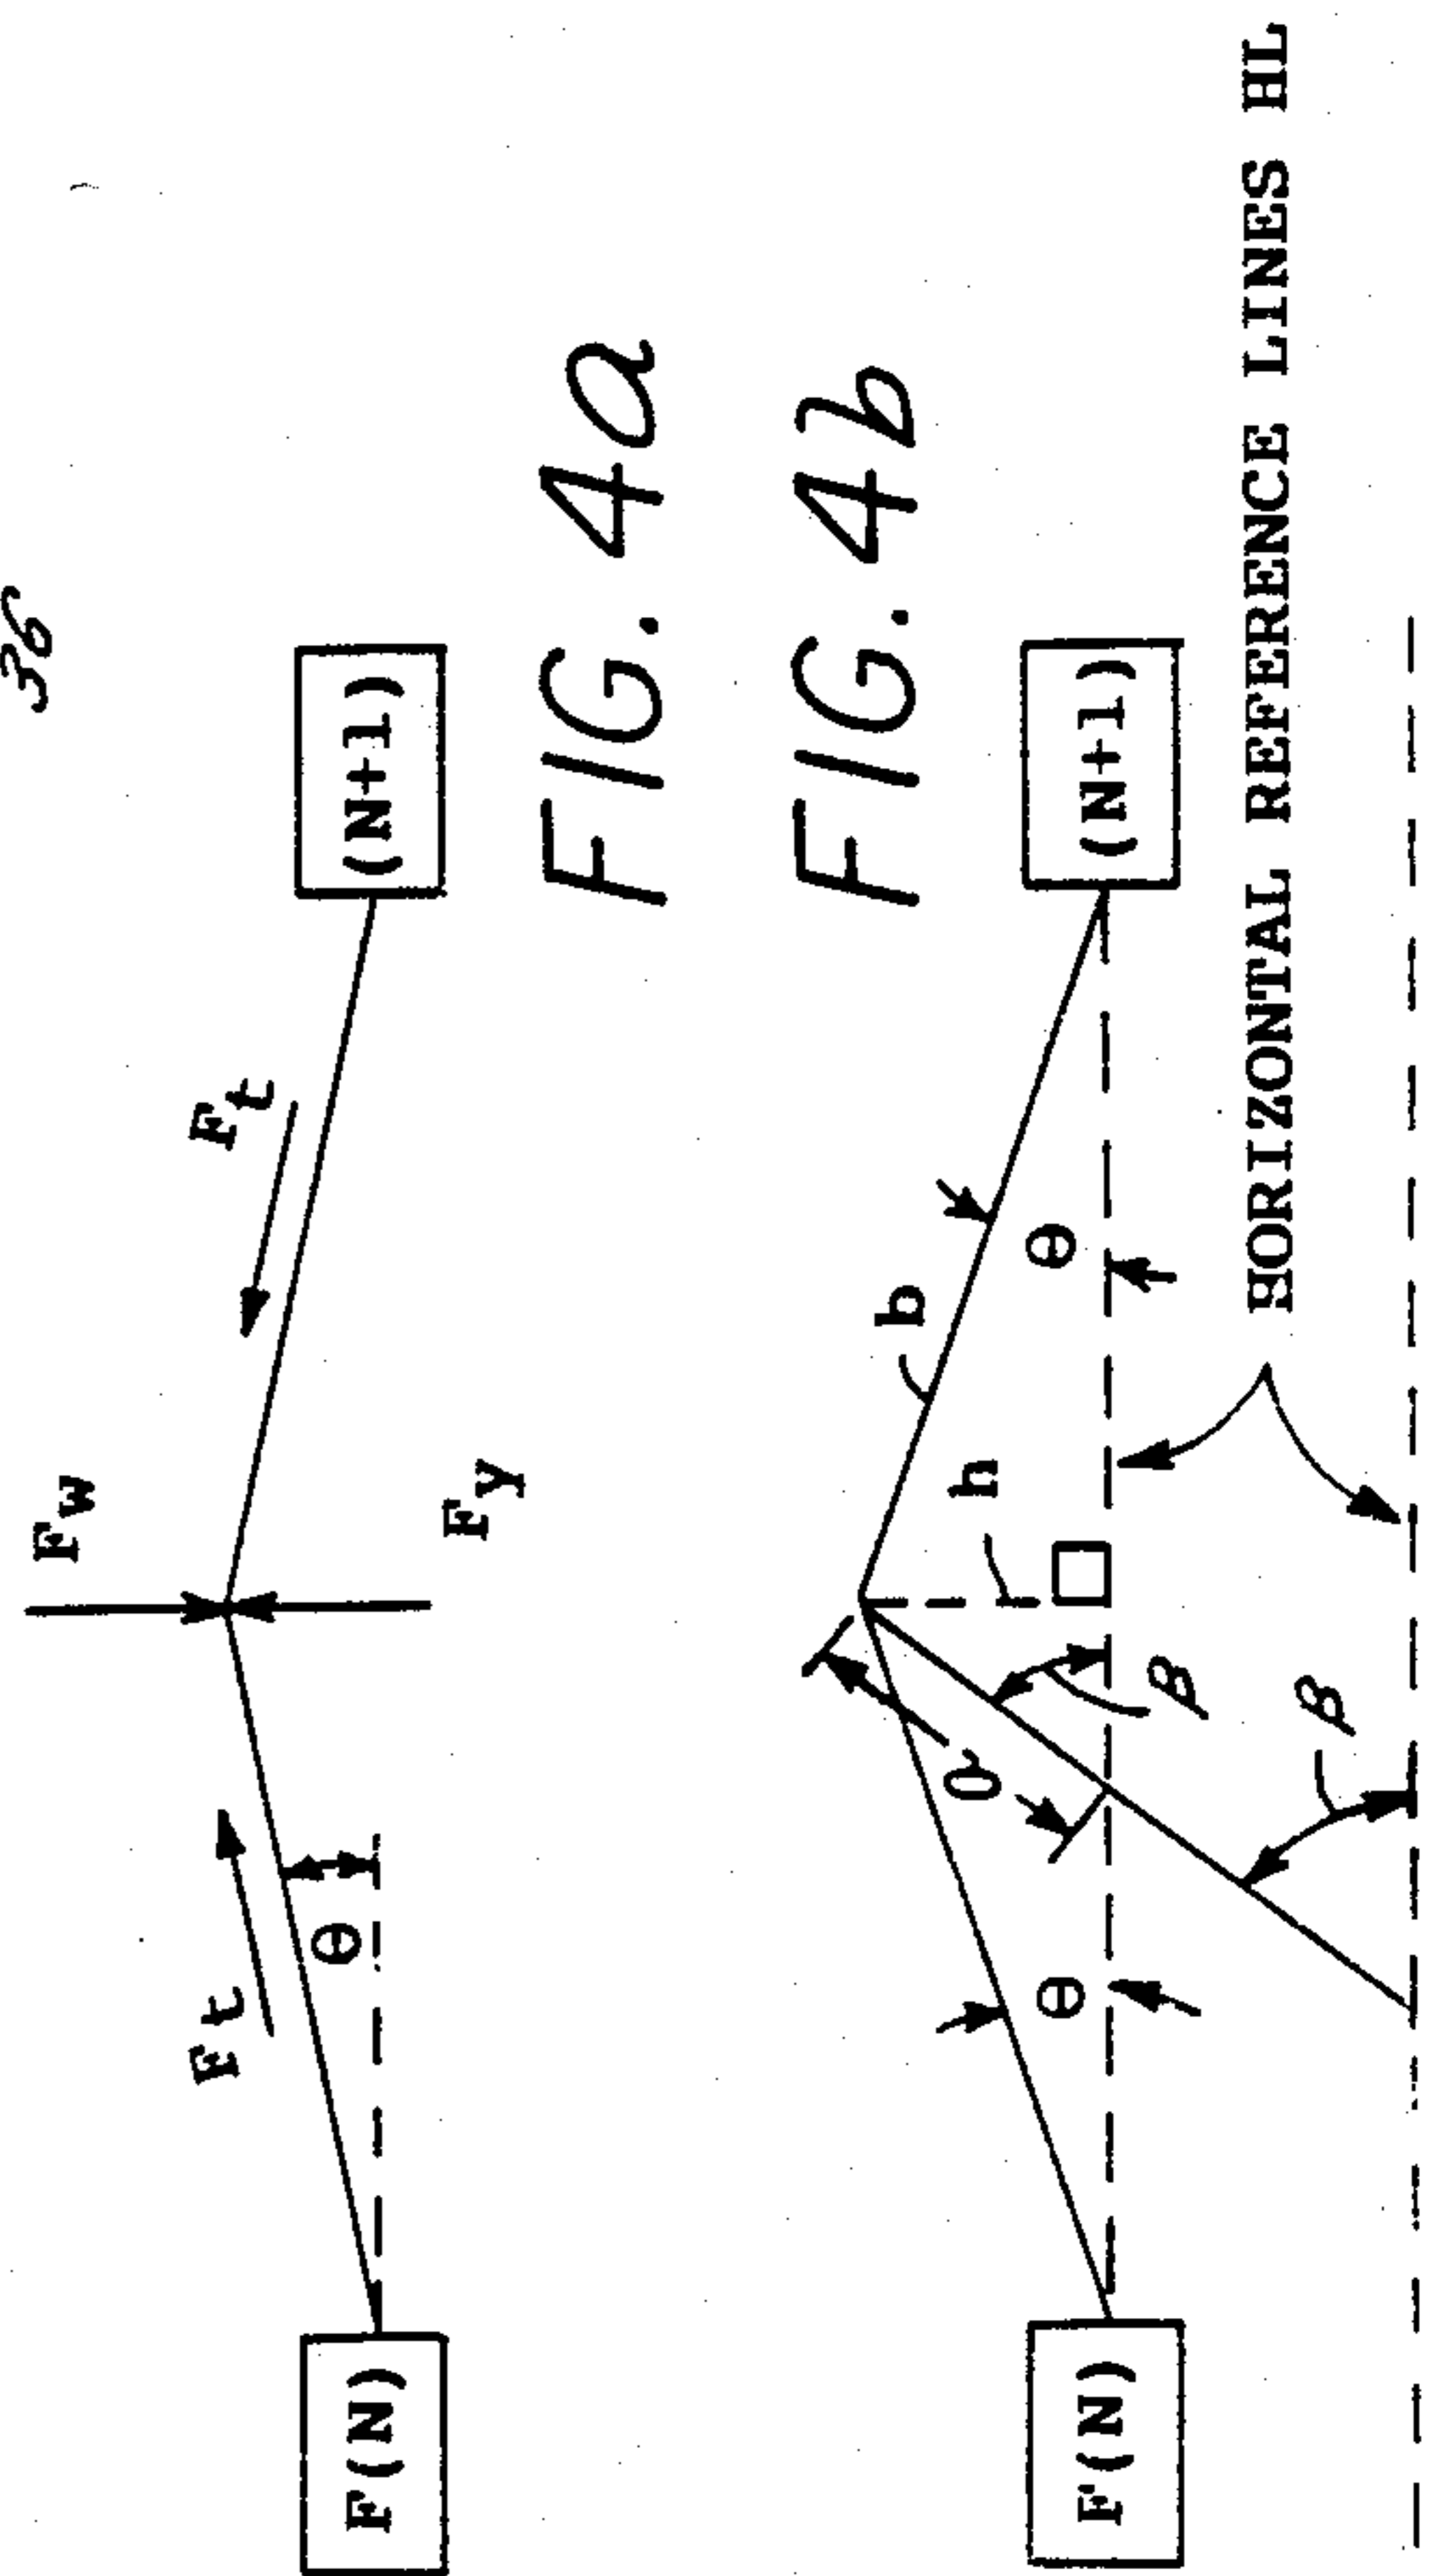 36
Fw
Ft
Ft
θ
Fy
F(N)
(N+1)
FIG. 4a
FIG. 4b
b
h
a
θ
θ
β
β
F(N)
(N+1)
HORIZONTAL REFERENCE LINES HL